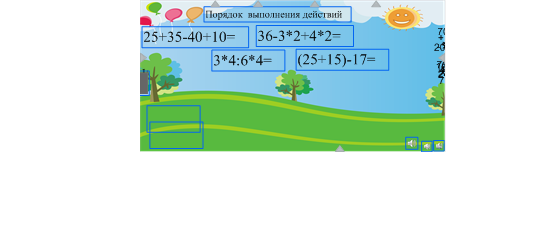 Порядок выполнения действий
25+35-40+10=
36-3*2+4*2=
3*4:6*4=
(25+15)-17=